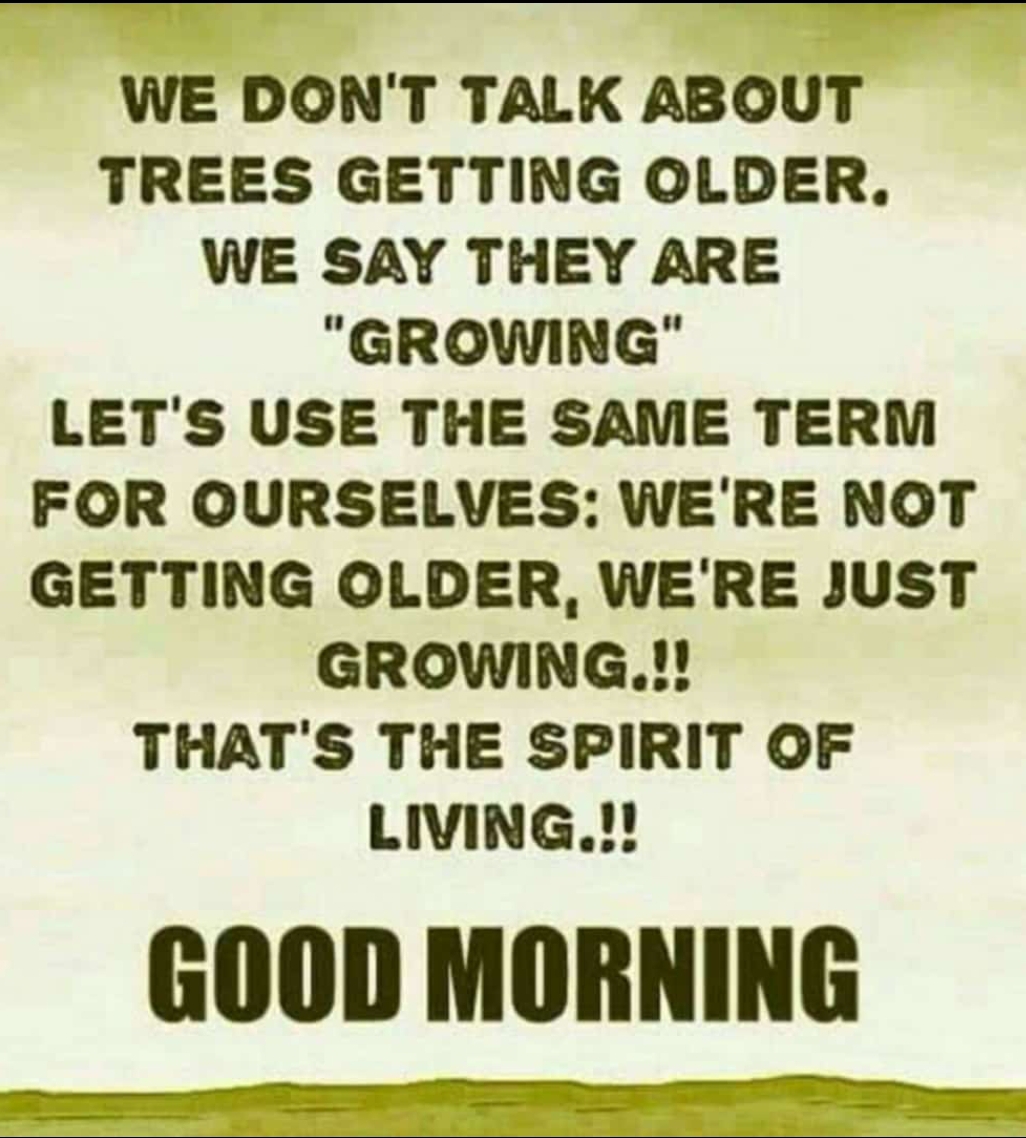 WE DON'T TALK ABOUT
TREES GETTING OLDER.
WE SAY THEY ARE
"GROWING"
LET'S USE THE SAME TERM
FOR OURSELVES: WE'RE NOT
GETTING OLDER, WE'RE JUST
GROWING.!!
THAT'S THE SPIRIT OF
LIVING.!!
GOOD MORNING